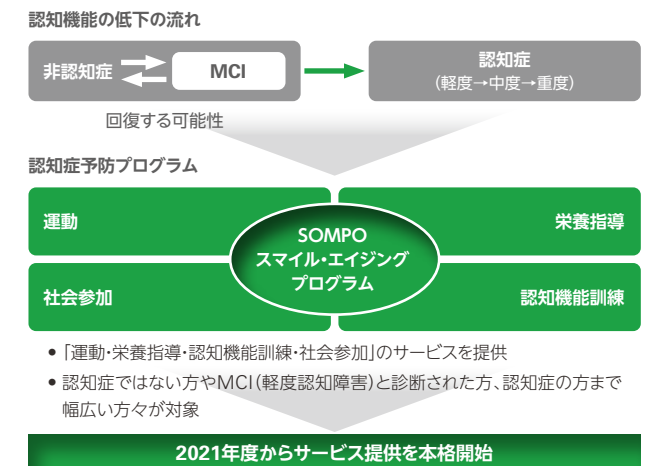 認知機能の低下の流れ
非認知症
MCI
認知症
（軽度→中度→重度）
回復する可能性
認知症予防プログラム
運動
栄養指導
SOMPO
スマイル・エイジング
プログラム
社会参加
認知機能訓練
• 「運動・栄養指導・認知機能訓練・社会参加」のサービスを提供
• 認知症ではない方やMCI（軽度認知障害）と診断された方、認知症の方まで
幅広い方々が対象
2021年度からサービス提供を本格開始